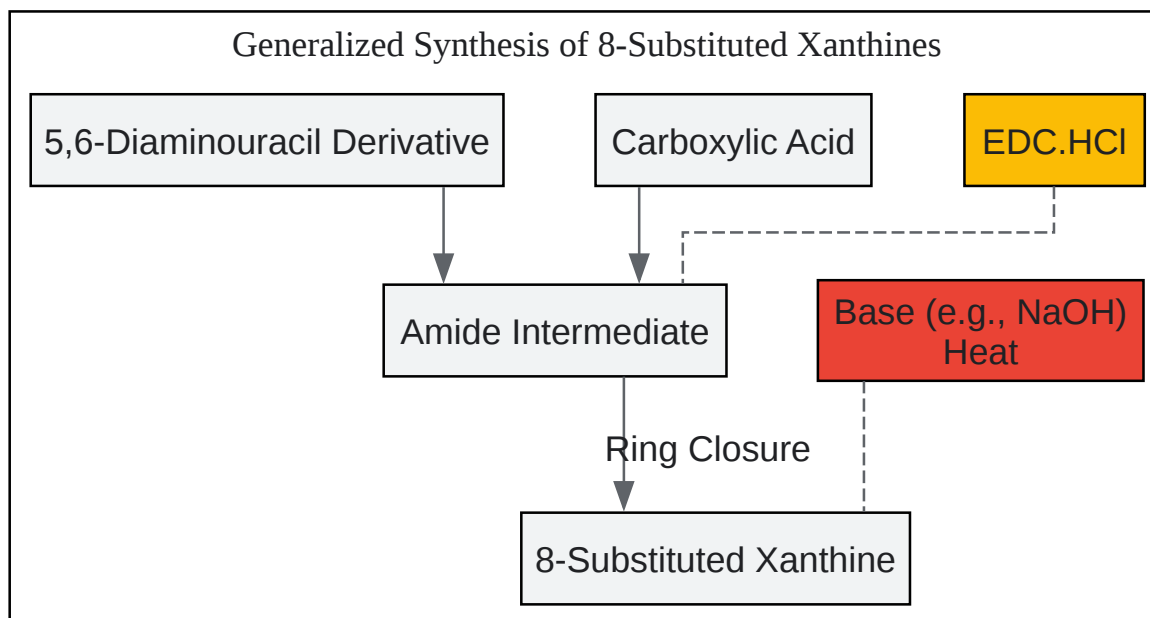 Generalized Synthesis of 8-Substituted Xanthines
5,6-Diaminouracil Derivative
Carboxylic Acid
EDC.HCl
Amide Intermediate
Base (e.g., NaOH)
Heat
Ring Closure
8-Substituted Xanthine